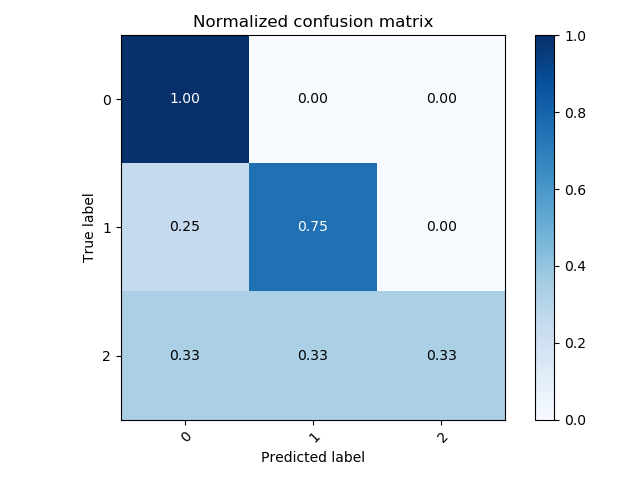 Normalized confusion matrix
1.0
0 1.00 0.00 0.00
0.8
0.6
True label
1 0.25 0.75 0.00
0.4
0.2
2 0.33 0.33 0.33
0.0
0 1 2
Predicted label